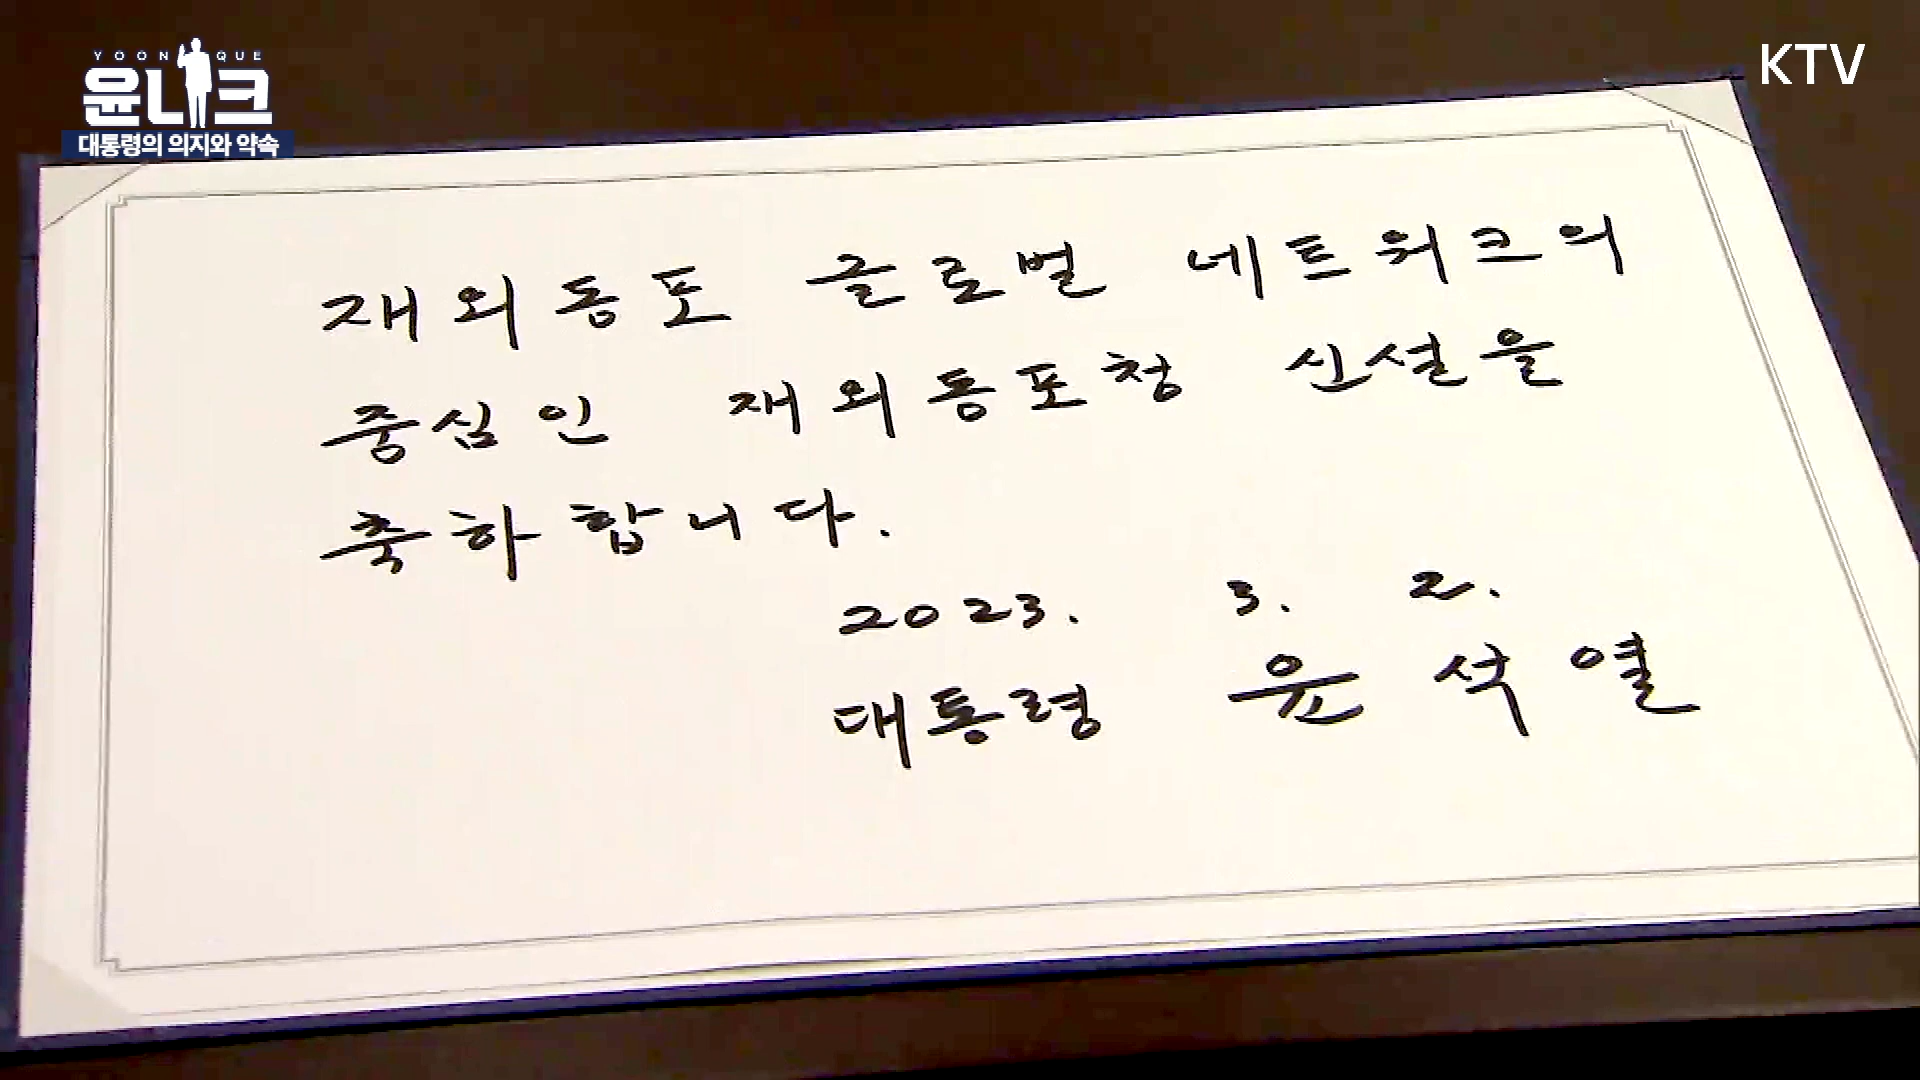 YOONIQUE
윤니크
대통령의 의지와 약속
KTV
재외동포 글로벌 네트워크의
중심인 재외동포청 신설을
축하합니다.
2023. 3. 2.
대통령 윤석열